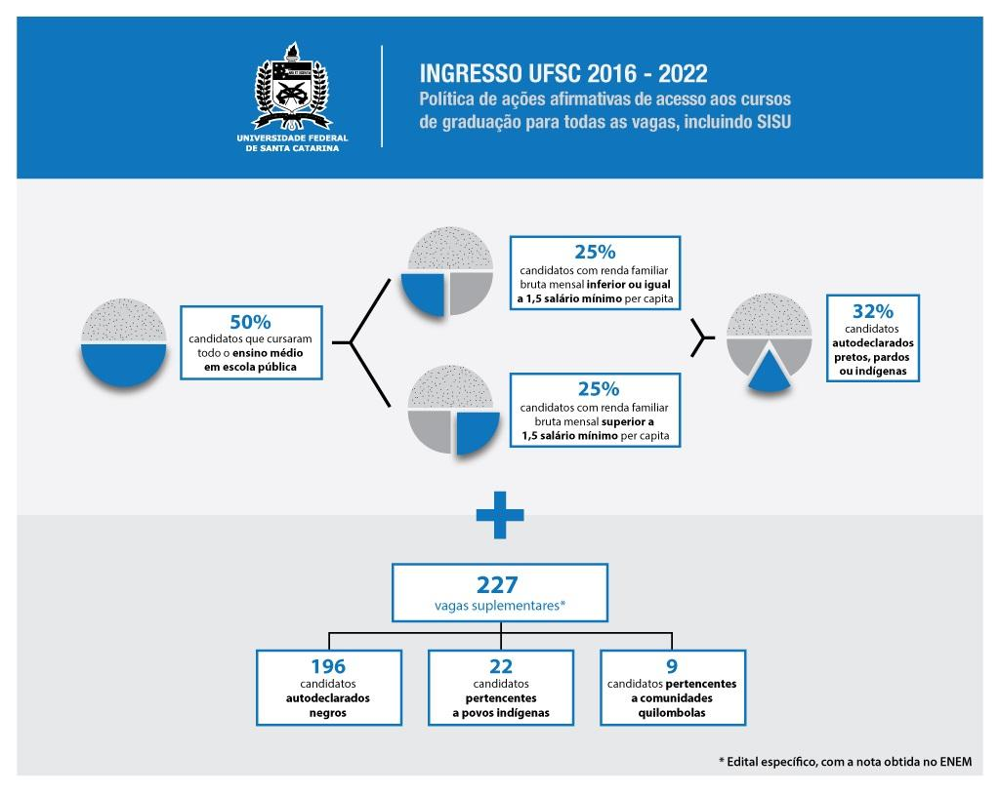 INGRESSO UFSC 2016 - 2022
Política de ações afirmativas de acesso aos cursos
de graduação para todas as vagas, incluindo SISU
UNIVERSIDADE FEDERAL
DE SANTA CATARINA
50%
candidatos que cursaram
todo o ensino médio
em escola pública
25%
candidatos com renda familiar
bruta mensal inferior ou igual
a 1,5 salário mínimo per capita
25%
candidatos com renda familiar
bruta mensal superior a
1,5 salário mínimo per capita
32%
candidatos
autodeclarados
pretos, pardos
ou indígenas
+
227
vagas suplementares*
196
candidatos
autodeclarados
negros
22
candidatos
pertencentes
a povos indígenas
9
candidatos pertencentes
a comunidades
quilombolas
* Edital específico, com a nota obtida no ENEM